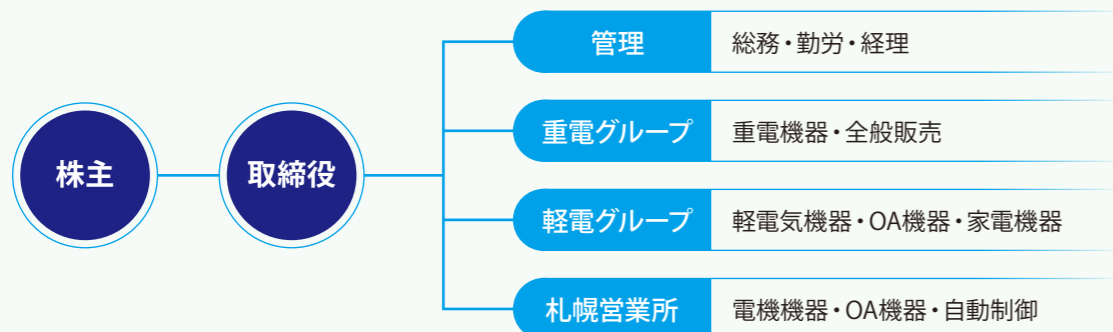 株主
取締役
管理 総務・勤労・経理
重電グループ 重電機器・全般販売
軽電グループ 軽電気機器・OA機器・家電機器
札幌営業所 電機機器・OA機器・自動制御